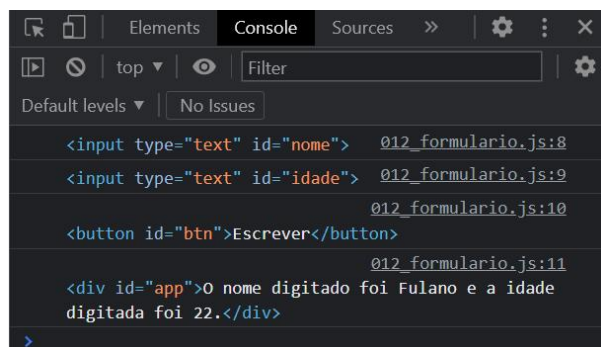 Elements Console Sources »
top ▼ Filter
Default levels ▼ No Issues
<input type="text" id="nome"> 012_formulario.js:8
<input type="text" id="idade"> 012_formulario.js:9
012_formulario.js:10
<button id="btn">Escrever</button>
012_formulario.js:11
<div id="app">O nome digitado foi Fulano e a idade
digitada foi 22.</div>
>